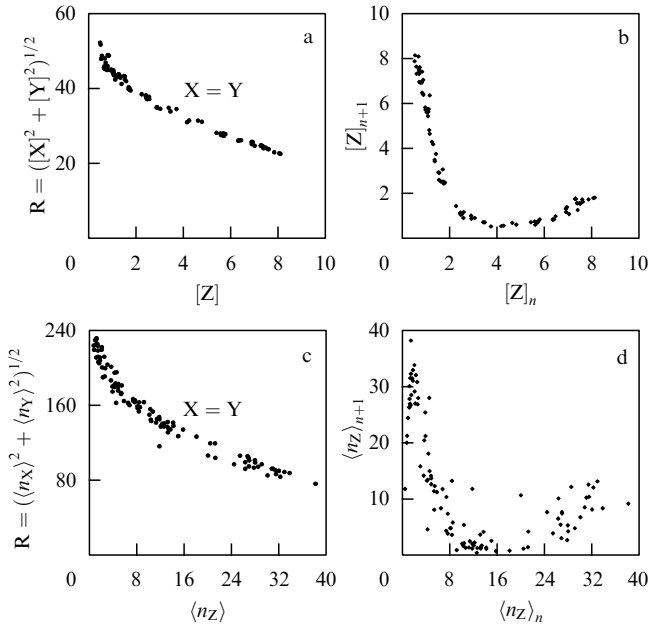 60
40
20
0
R = ([X]² + [Y]²)^1/2
a
X = Y
2 4 6 8 10
[Z]
10
8
6
4
2
0
[Z]ₙ₊₁
b
2 4 6 8 10
[Z]ₙ
240
160
80
0
R = (⟨n_X⟩² + ⟨n_Y⟩²)^1/2
c
X = Y
8 16 24 32 40
⟨n_Z⟩
40
30
20
10
0
⟨n_Z⟩ₙ₊₁
d
8 16 24 32 40
⟨n_Z⟩ₙ